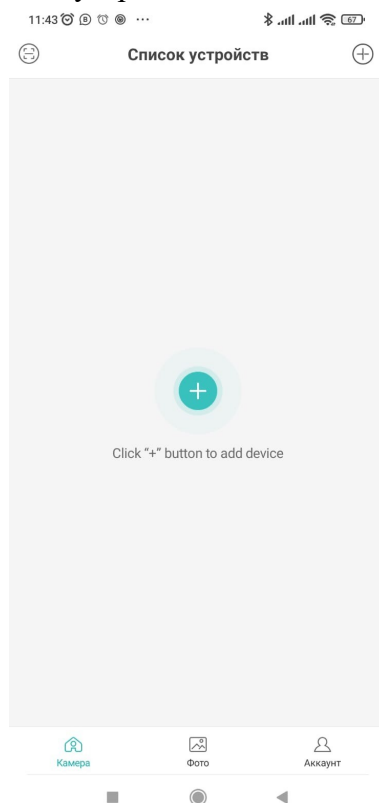 11:43
67
Список устройств
Click “+” button to add device
Камера
Фото
Аккаунт